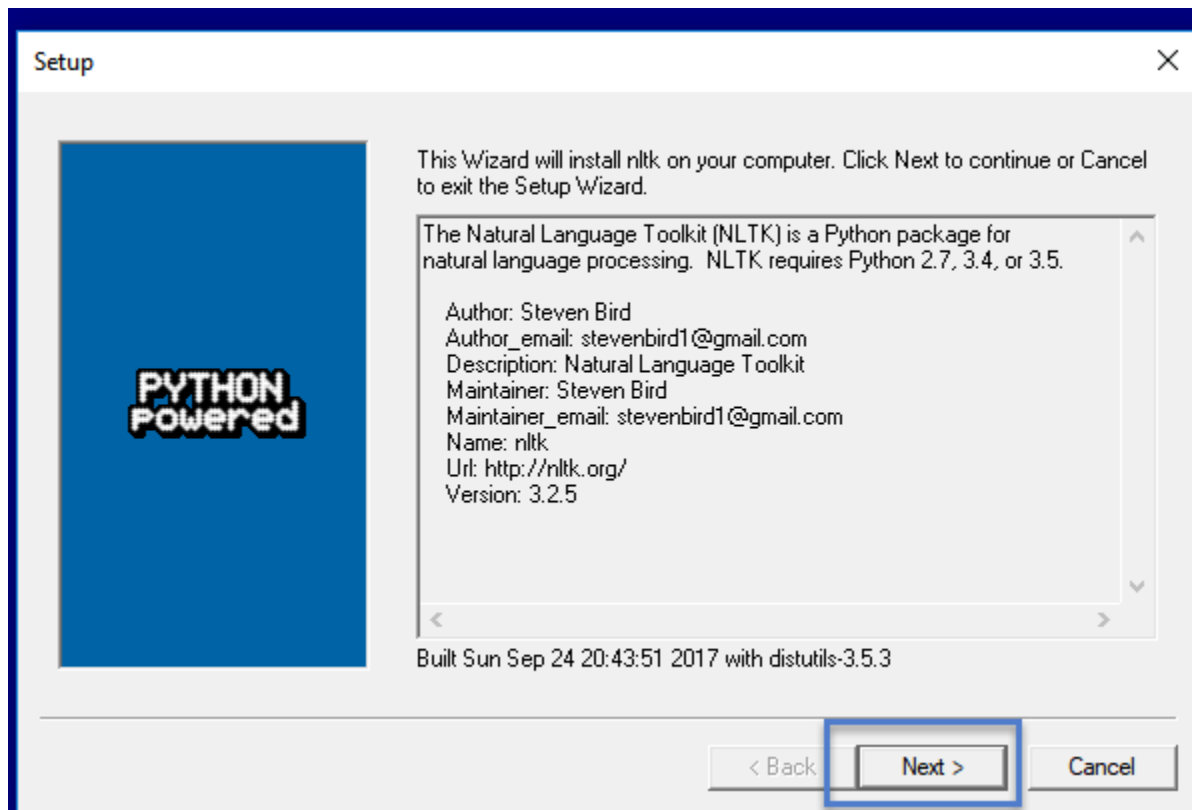 Setup
This Wizard will install nltk on your computer. Click Next to continue or Cancel
to exit the Setup Wizard.
The Natural Language Toolkit (NLTK) is a Python package for
natural language processing.  NLTK requires Python 2.7, 3.4, or 3.5.
Author: Steven Bird
Author_email: stevenbird1@gmail.com
Description: Natural Language Toolkit
Maintainer: Steven Bird
Maintainer_email: stevenbird1@gmail.com
Name: nltk
Url: http://nltk.org/
Version: 3.2.5
PYTHON
Powered
Built Sun Sep 24 20:43:51 2017 with distutils-3.5.3
< Back
Next >
Cancel